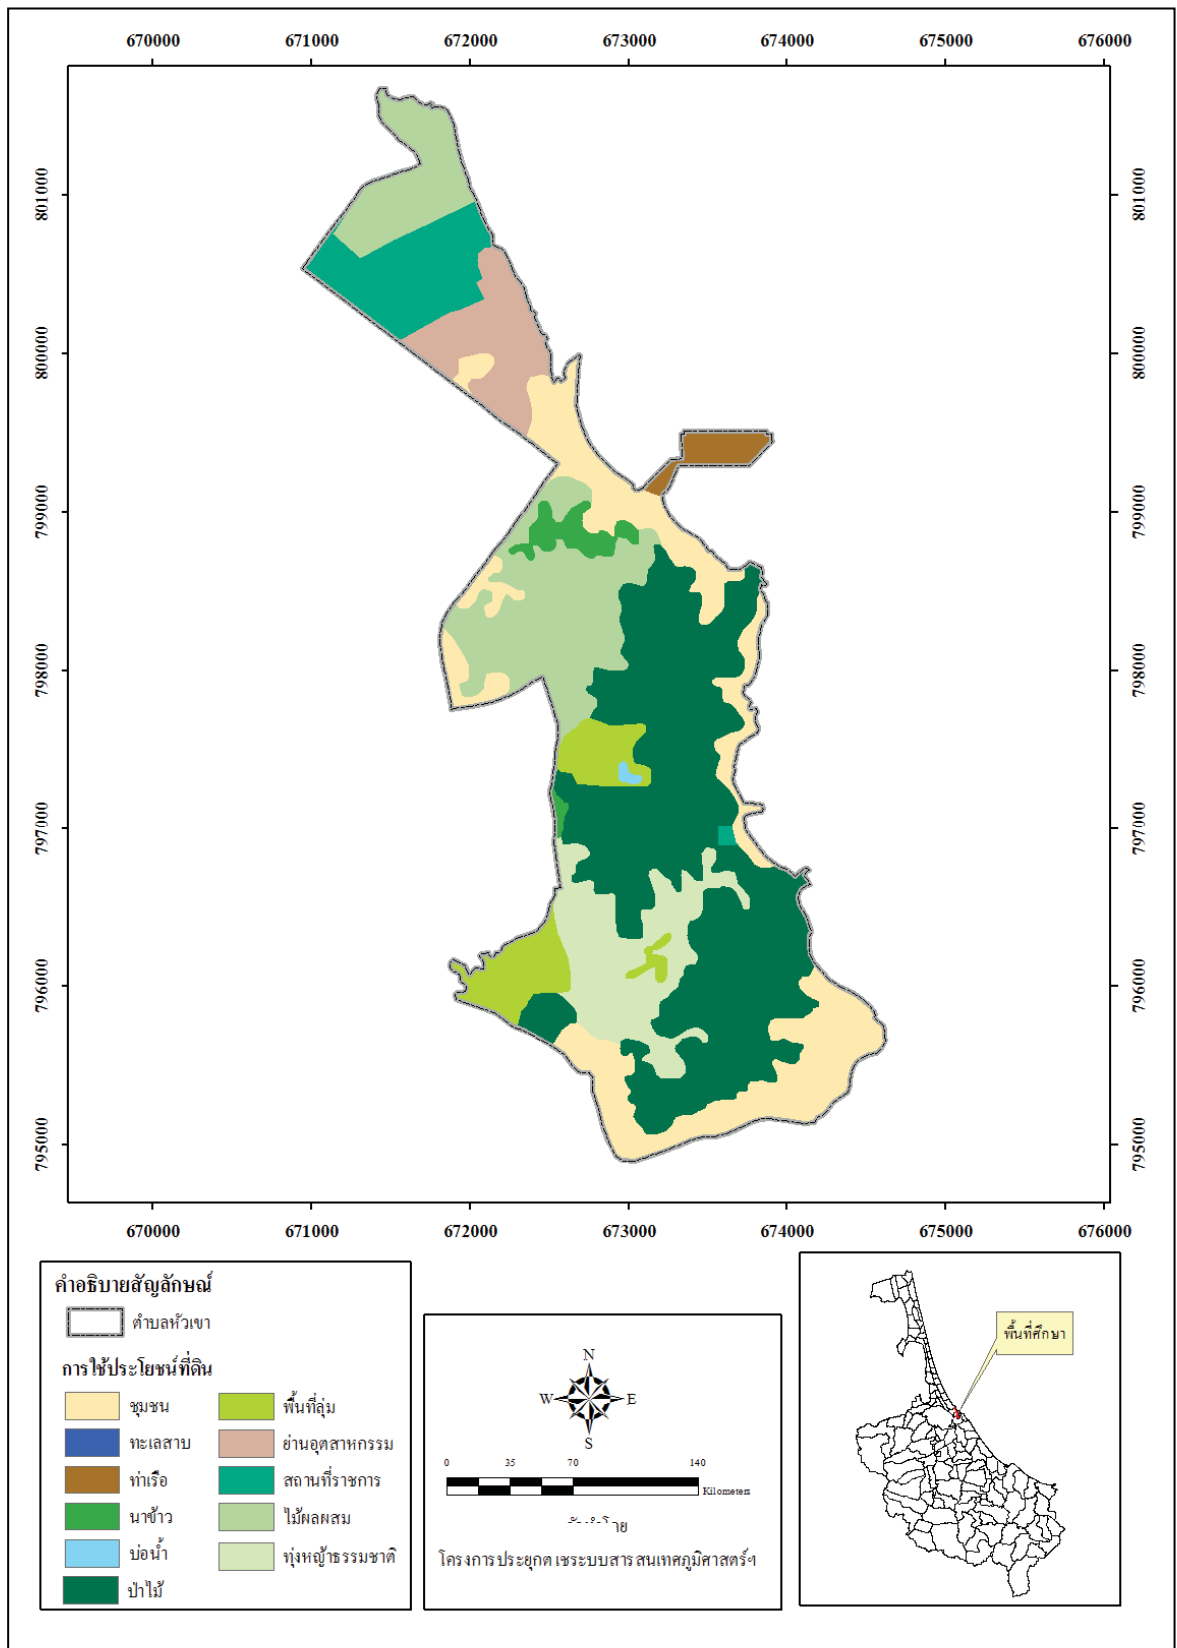 670000 671000 672000 673000 674000 675000 676000
801000 801000
800000 800000
799000 799000
798000 798000
797000 797000
796000 796000
795000 795000
670000 671000 672000 673000 674000 675000 676000
คำอธิบายสัญลักษณ์
ตำบลหัวเขา
การใช้ประโยชน์ที่ดิน
ชุมชน
ทะเลสาบ
ท่าเรือ
นาข้าว
บ่อน้ำ
ป่าไม้
พื้นที่ลุ่ม
ย่านอุตสาหกรรม
สถานที่ราชการ
ไม้ผลผสม
ทุ่งหญ้าธรรมชาติ
N
W E
S
0 35 70 140
Kilometers
โครงการประยุกต เชระบบสารสนเทศภูมิศาสตร์ฯ
พื้นที่ศึกษา